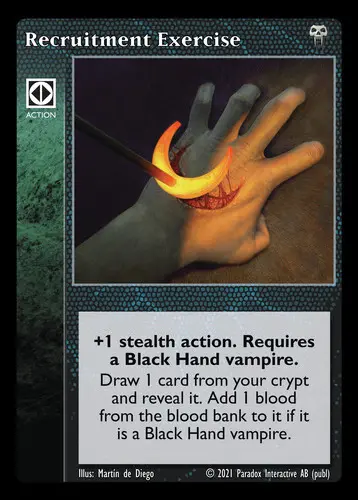 Recruitment Exercise
ACTION
+1 stealth action. Requires
a Black Hand vampire.
Draw 1 card from your crypt
and reveal it. Add 1 blood
from the blood bank to it if it
is a Black Hand vampire.
Illus: Martín de Diego © 2021 Paradox Interactive AB (publ)